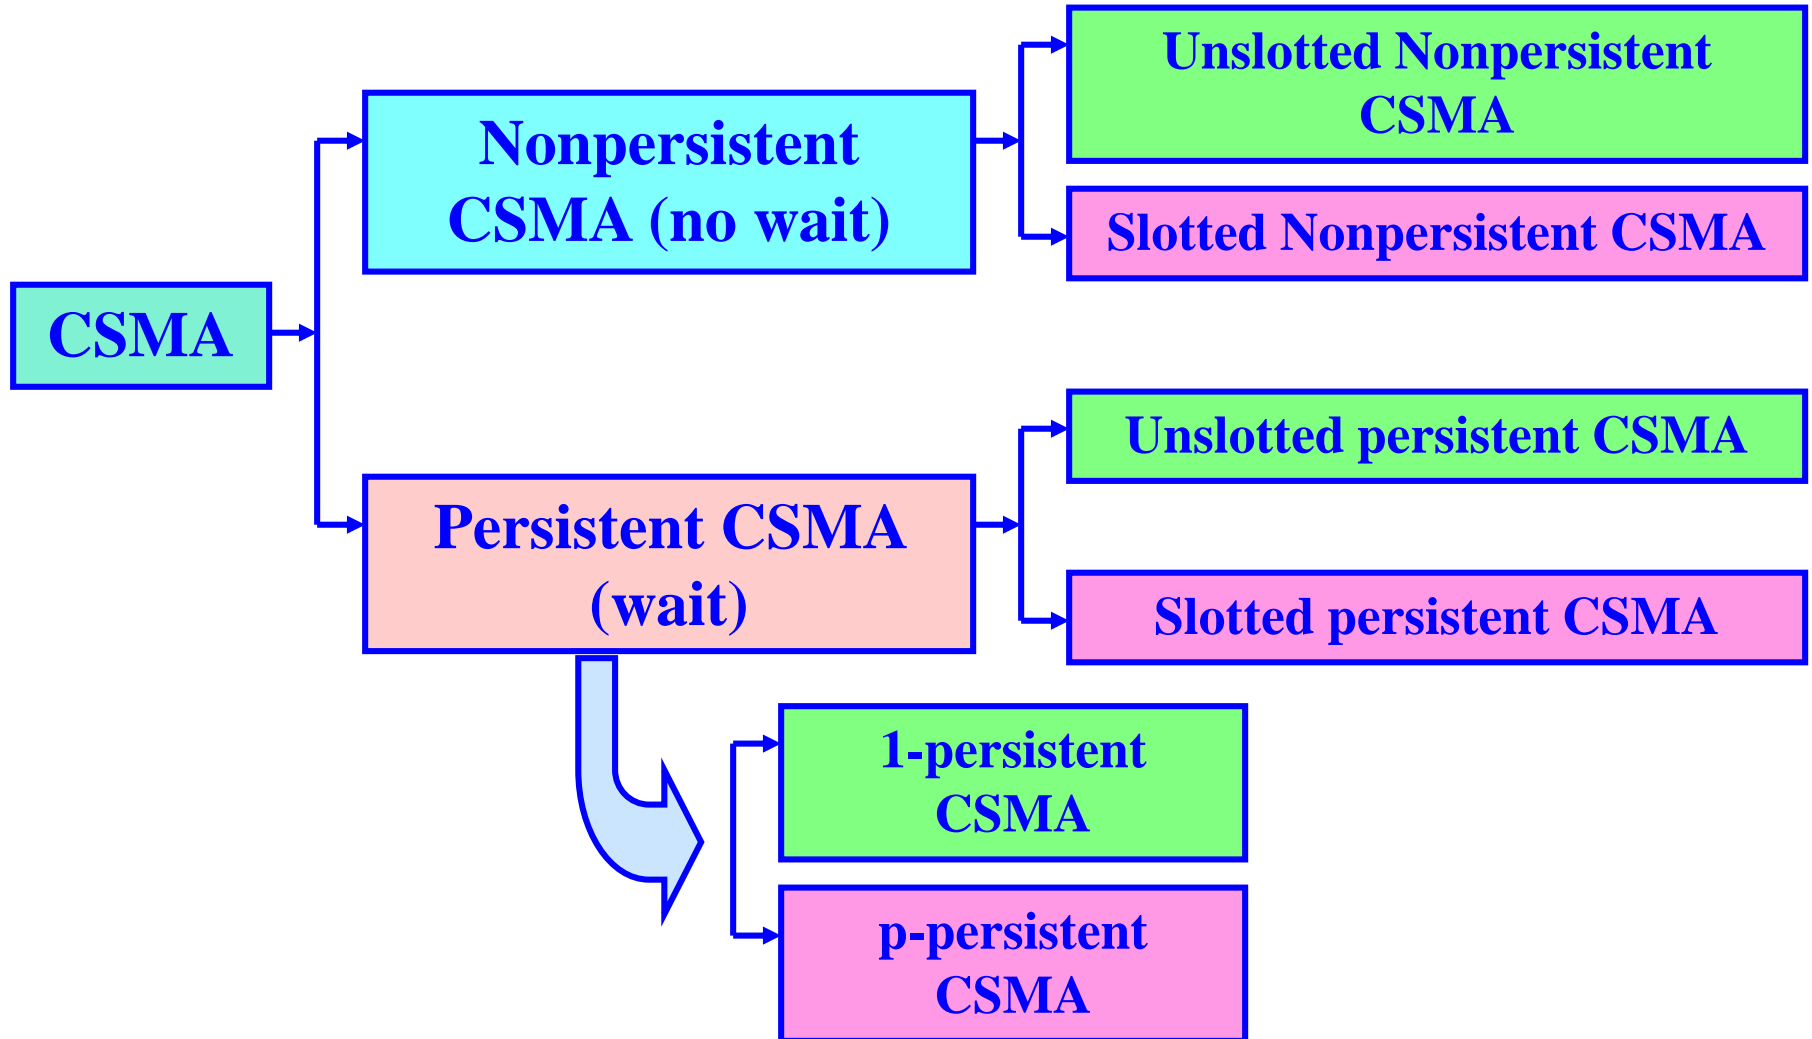 CSMA
Nonpersistent
CSMA (no wait)
Unslotted Nonpersistent
CSMA
Slotted Nonpersistent CSMA
Persistent CSMA
(wait)
Unslotted persistent CSMA
Slotted persistent CSMA
1-persistent
CSMA
p-persistent
CSMA